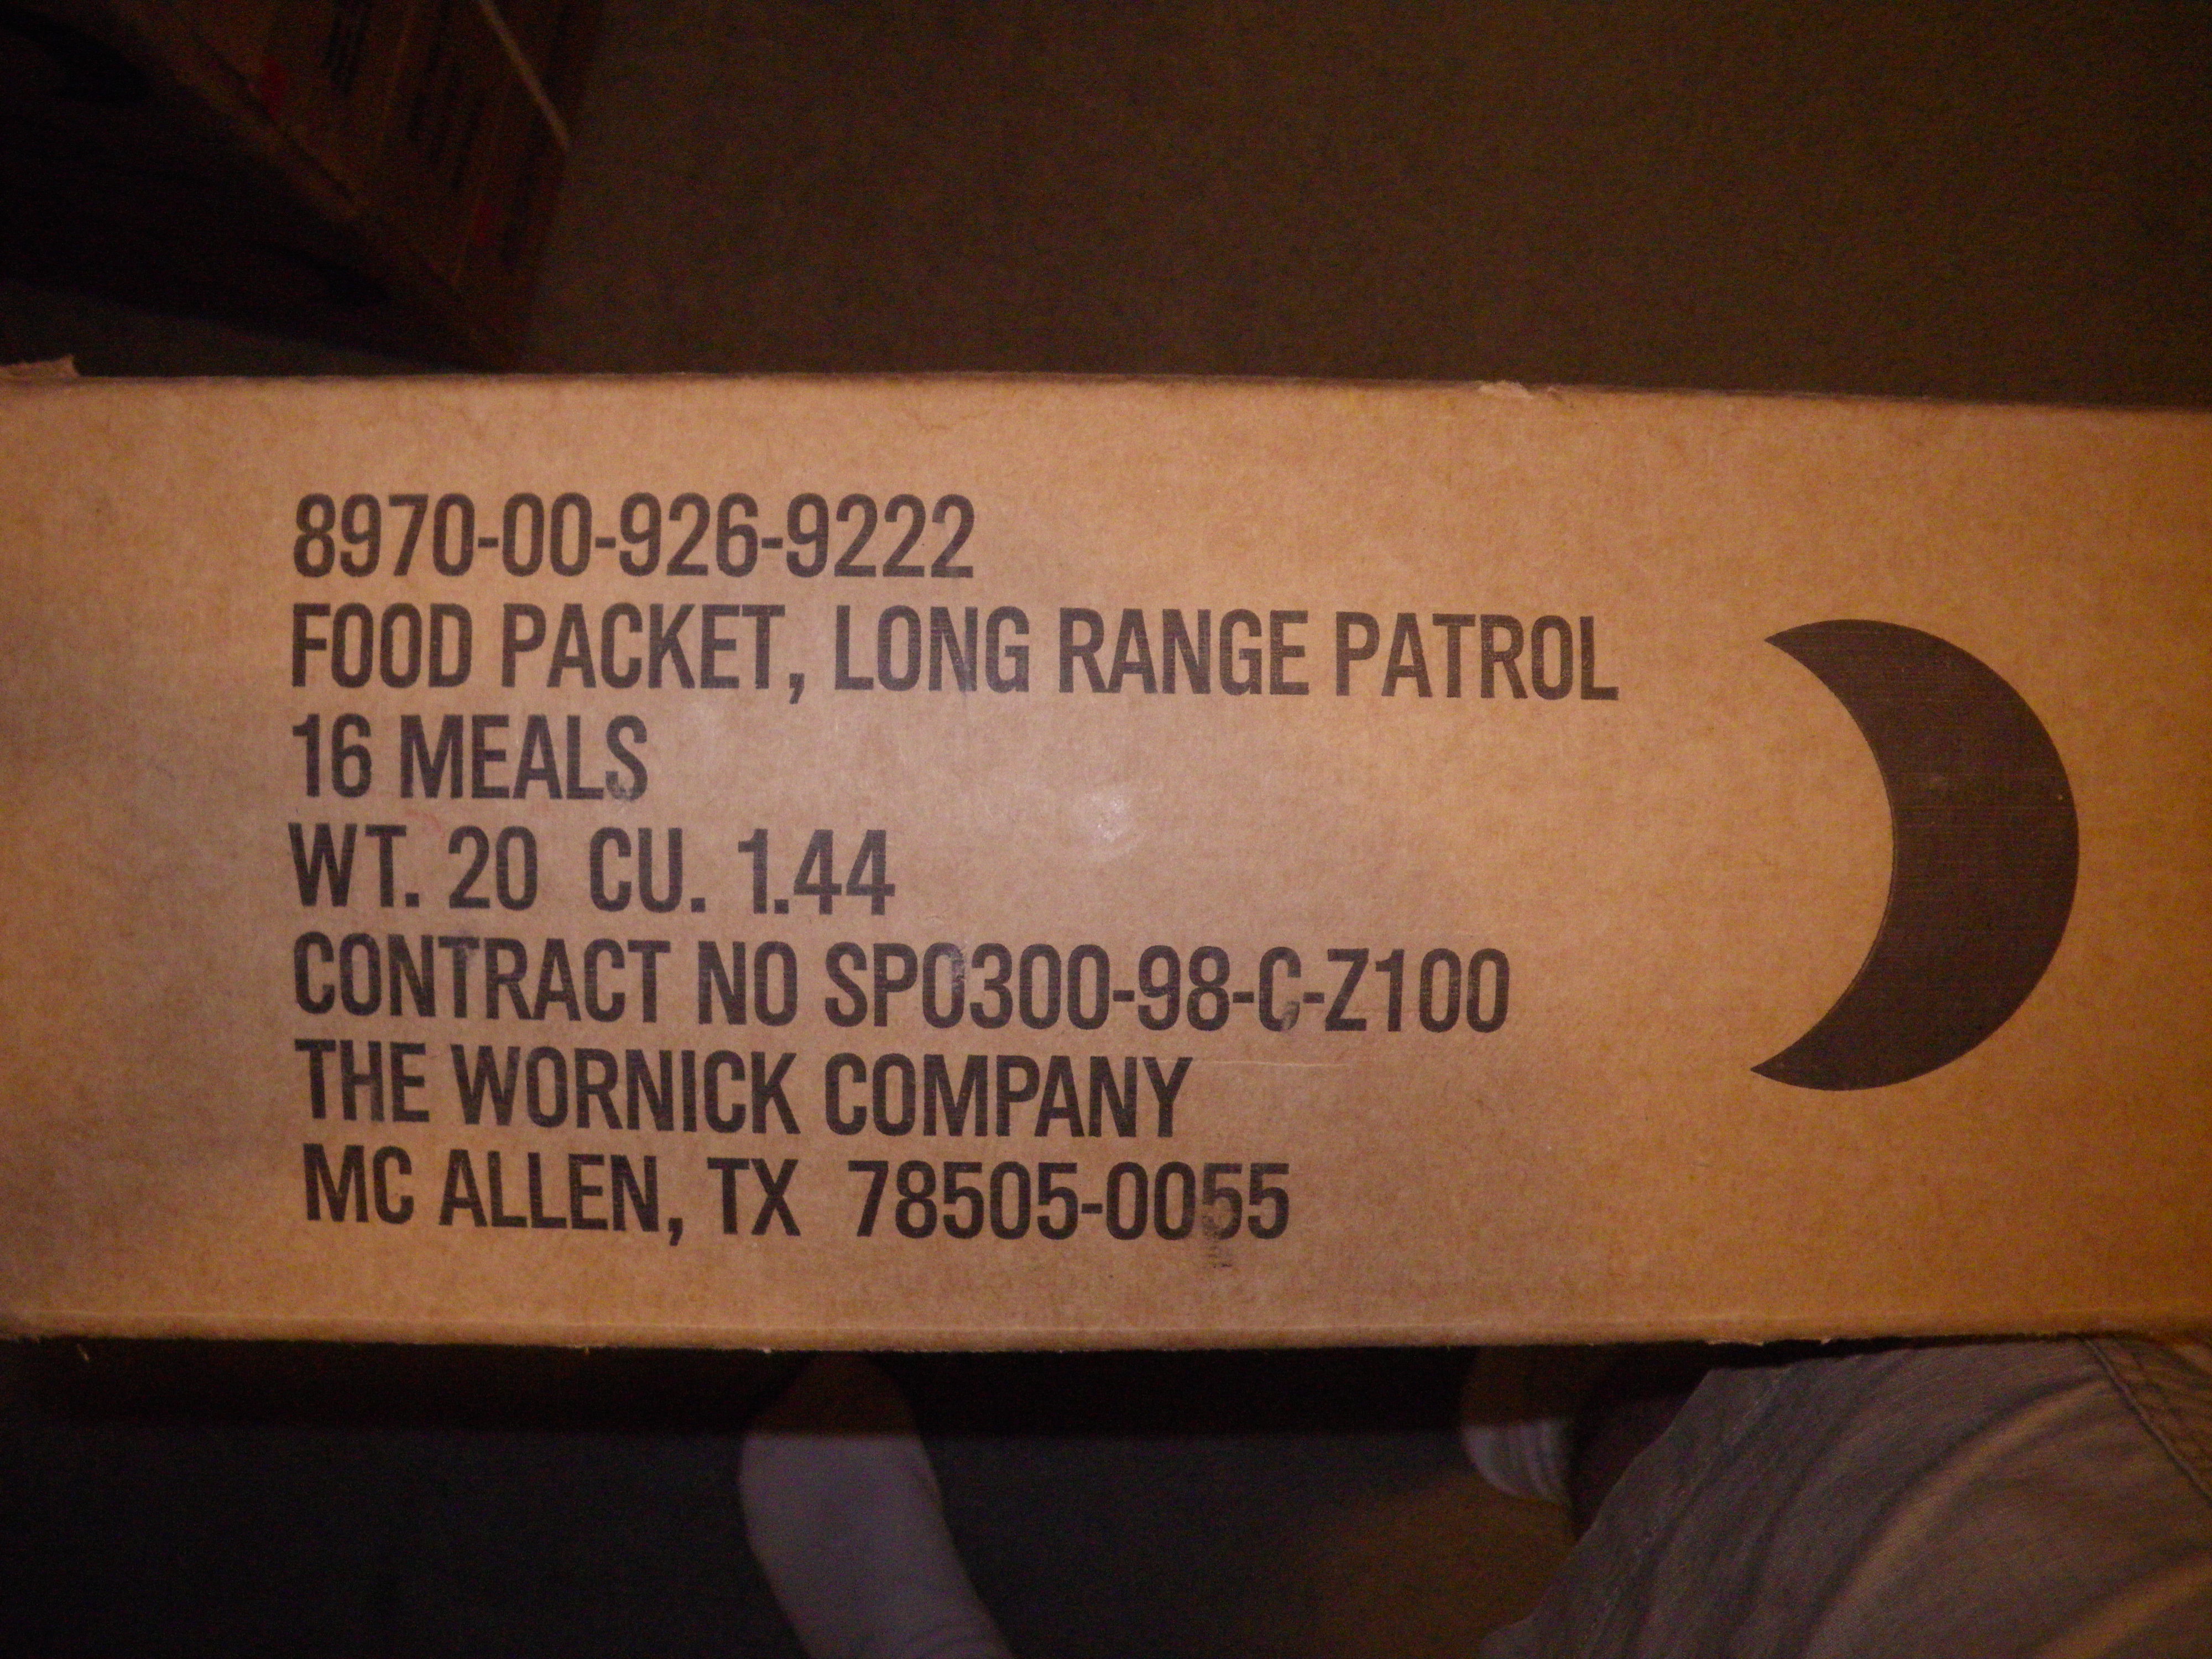 8970-00-926-9222
FOOD PACKET, LONG RANGE PATROL
16 MEALS
WT. 20 CU. 1.44
CONTRACT NO SPO300-98-C-Z100
THE WORNICK COMPANY
MC ALLEN, TX 78505-0055